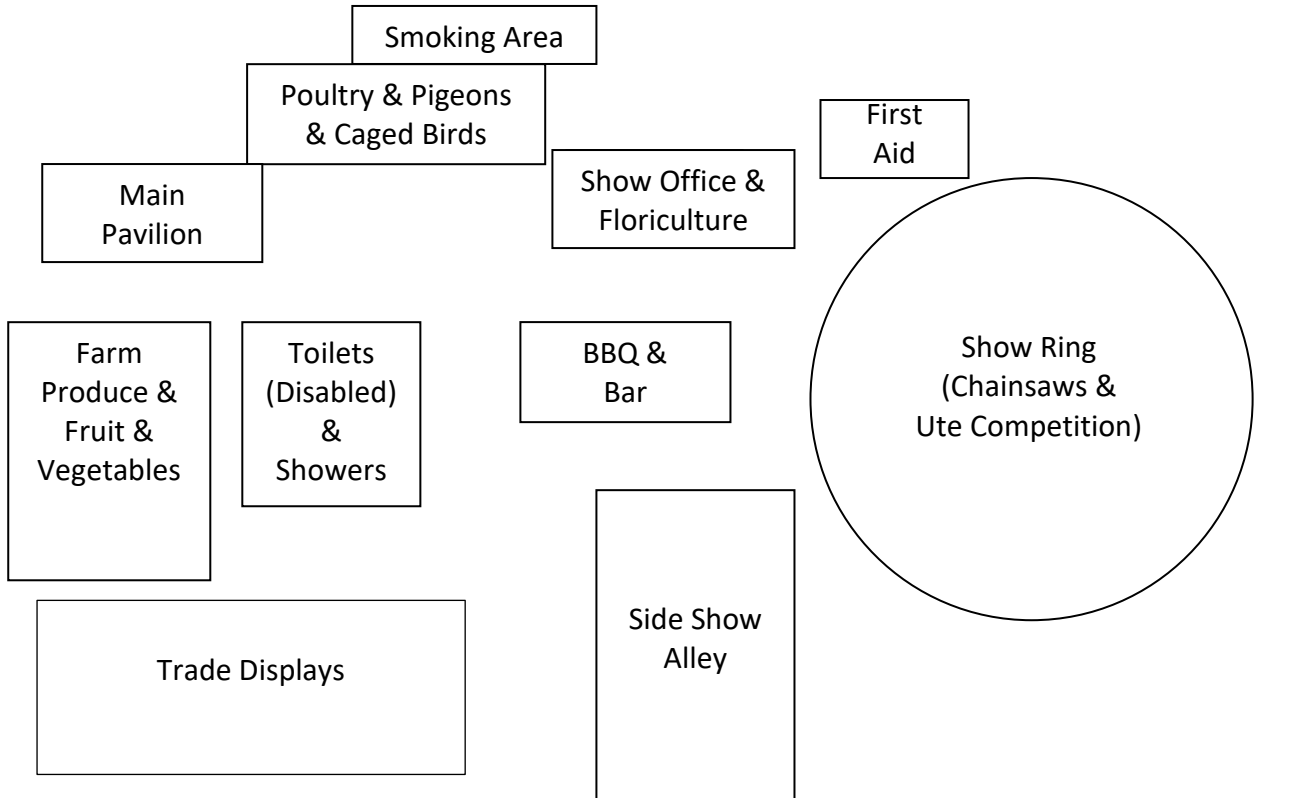 Smoking Area
Poultry & Pigeons
& Caged Birds
First
Aid
Main
Pavilion
Show Office &
Floriculture
Farm
Produce &
Fruit &
Vegetables
Toilets
(Disabled)
&
Showers
BBQ &
Bar
Show Ring
(Chainsaws &
Ute Competition)
Trade Displays
Side Show
Alley